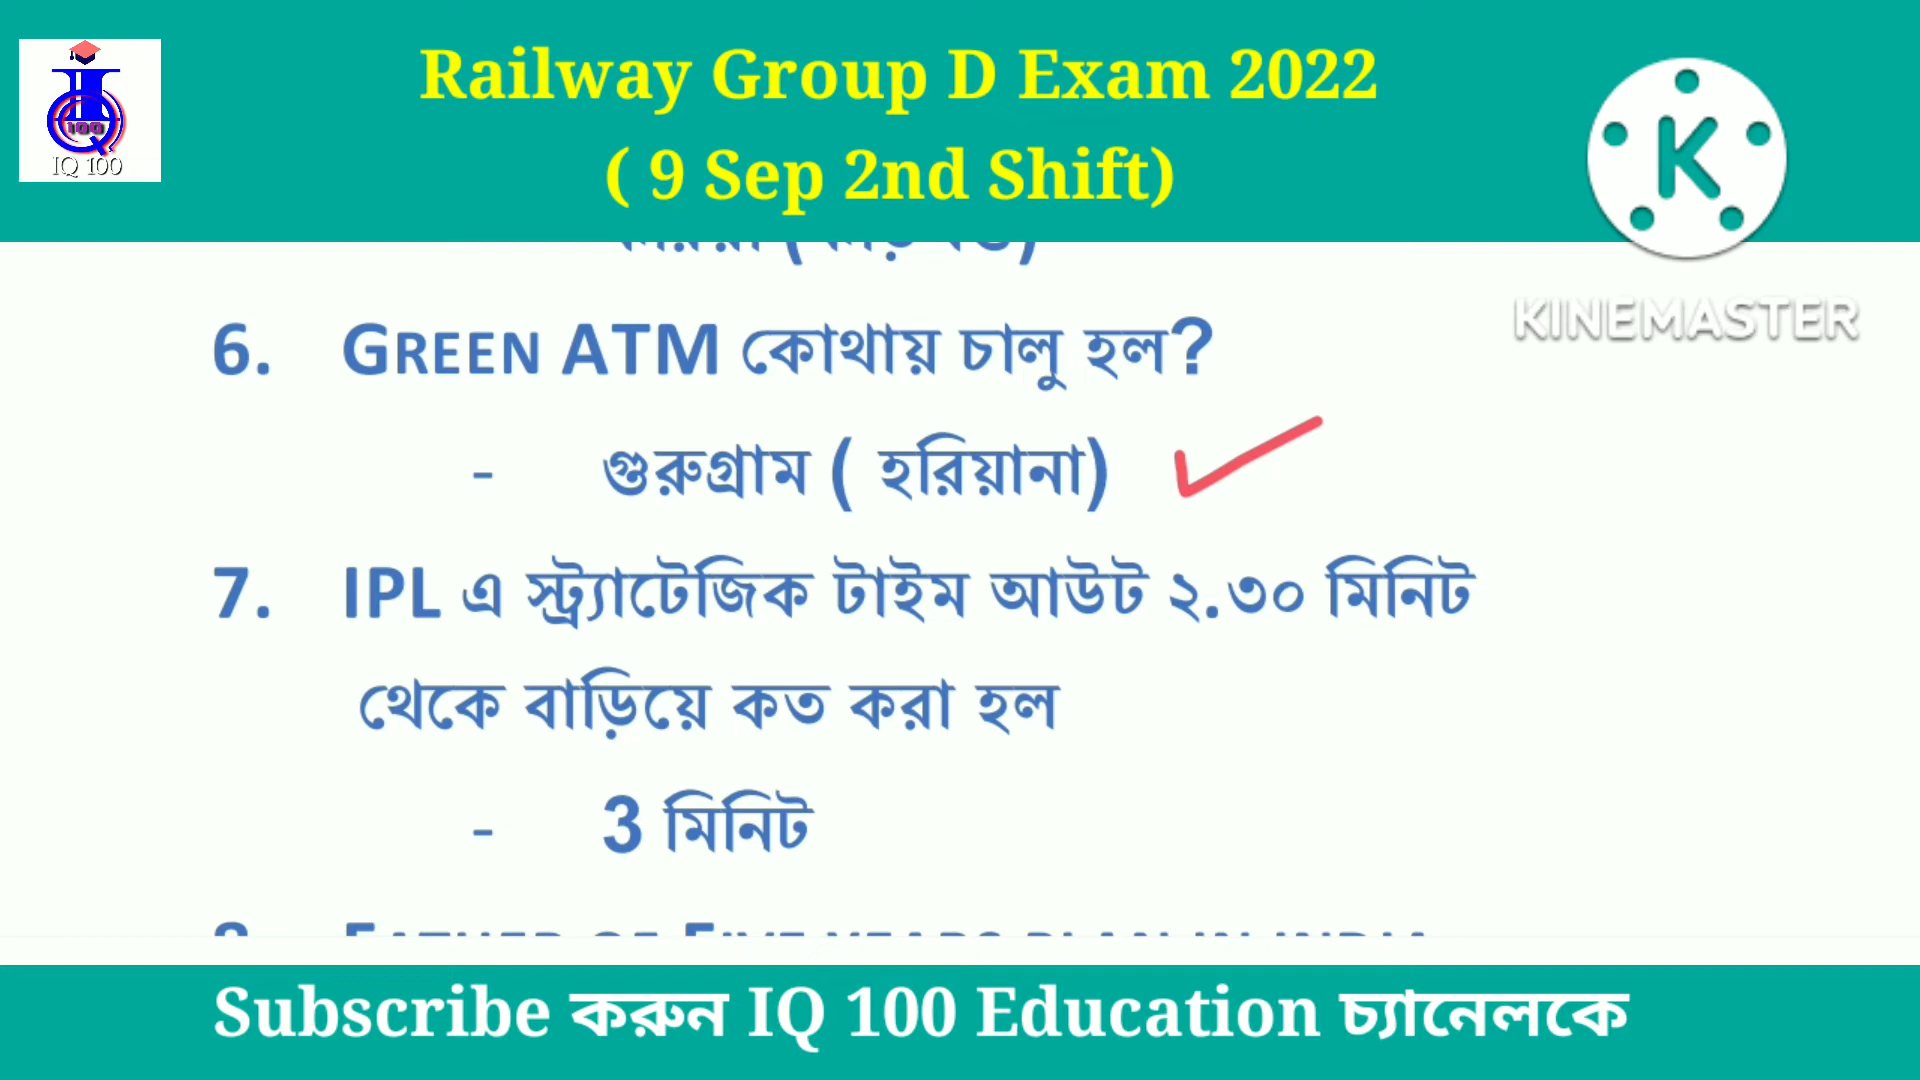 Railway Group D Exam 2022
( 9 Sep 2nd Shift)
100
IQ 100
K
KINEMASTER
6. GREEN ATM কোথায় চালু হল?
- গুরুগ্রাম ( হরিয়ানা)
7. IPL এ স্ট্র্যাটেজিক টাইম আউট ২.৩০ মিনিট
থেকে বাড়িয়ে কত করা হল
- 3 মিনিট
Subscribe করুন IQ 100 Education চ্যানেলকে